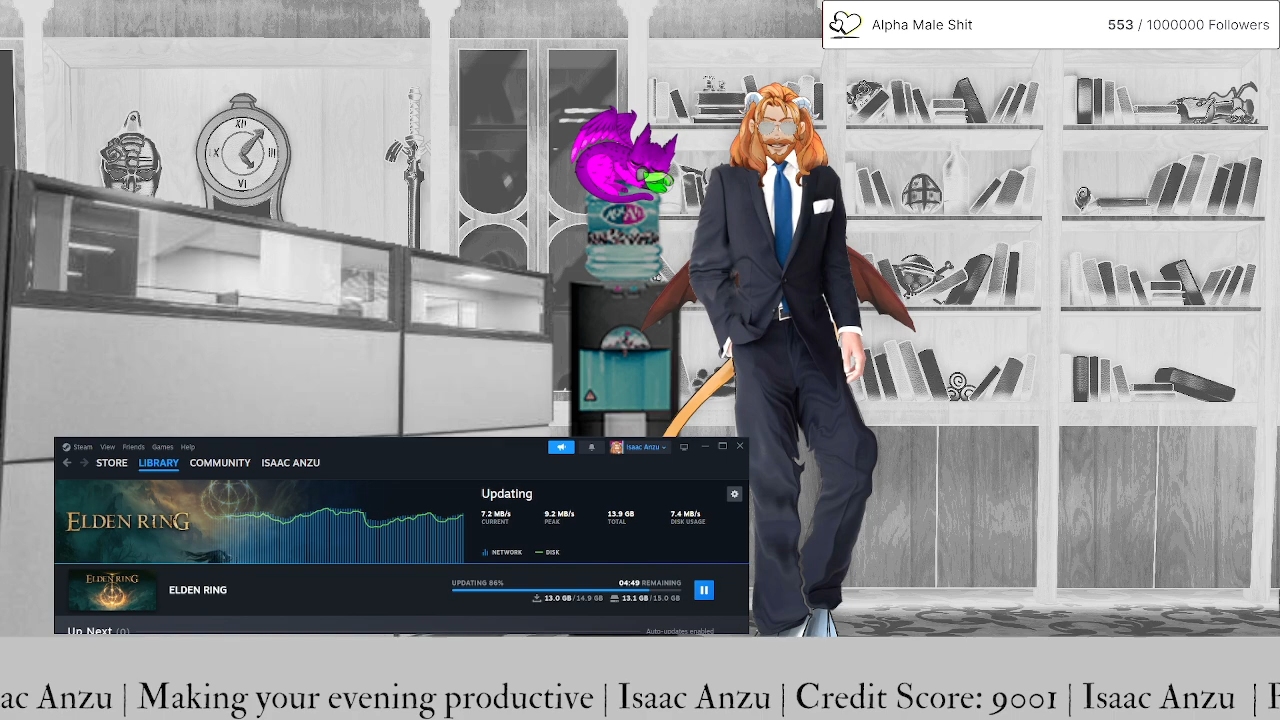 Alpha Male Shit 553 / 1000000 Followers
XII
III
VI
IX
Steam View Friends Games Help Isaac Anzu
STORE LIBRARY COMMUNITY ISAAC ANZU
ELDEN RING
Updating
7.2 MB/s 9.2 MB/s 13.9 GB 7.4 MB/s
CURRENT PEAK TOTAL DISK USAGE
NETWORK DISK
ELDEN RING
ELDEN RING
UPDATING 86% 04:49 REMAINING
13.0 GB/14.9 GB 13.1 GB/15.0 GB
Up Next (0) Auto-updates enabled
ac Anzu | Making your evening productive | Isaac Anzu | Credit Score: 9001 | Isaac Anzu |